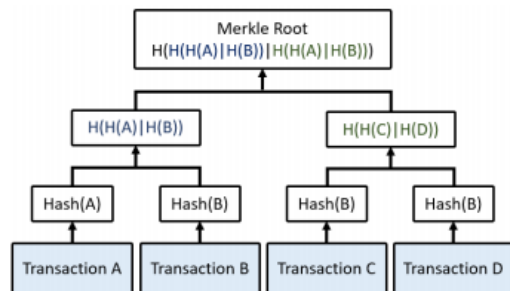 Merkle Root
H(H(H(A)|H(B))|H(H(A)|H(B)))
H(H(A)|H(B))
H(H(C)|H(D))
Hash(A)
Hash(B)
Hash(B)
Hash(B)
Transaction A
Transaction B
Transaction C
Transaction D